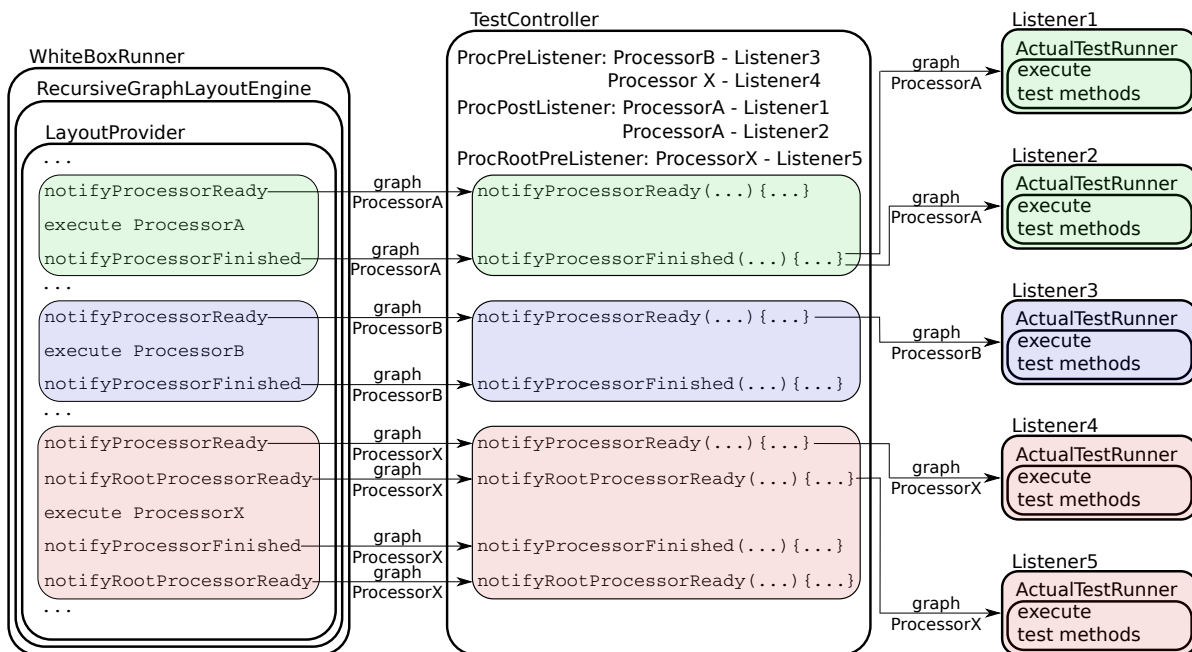 WhiteBoxRunner
RecursiveGraphLayoutEngine
LayoutProvider
...
notifyProcessorReady
execute ProcessorA
notifyProcessorFinished
...
notifyProcessorReady
execute ProcessorB
notifyProcessorFinished
...
notifyProcessorReady
notifyRootProcessorReady
execute ProcessorX
notifyProcessorFinished
notifyRootProcessorReady
...
graph
ProcessorA
graph
ProcessorA
graph
ProcessorB
graph
ProcessorB
graph
ProcessorX
graph
ProcessorX
graph
ProcessorX
graph
ProcessorX
TestController
ProcPreListener: ProcessorB - Listener3
Processor X - Listener4
ProcPostListener: ProcessorA - Listener1
ProcessorA - Listener2
ProcRootPreListener: ProcessorX - Listener5
notifyProcessorReady(...){...}
notifyProcessorFinished(...){...}
notifyProcessorReady(...){...}
notifyProcessorFinished(...){...}
notifyProcessorReady(...){...}
notifyRootProcessorReady(...){...}
notifyProcessorFinished(...){...}
notifyRootProcessorReady(...){...}
graph
ProcessorA
graph
ProcessorA
graph
ProcessorB
graph
ProcessorX
graph
ProcessorX
Listener1
ActualTestRunner
execute
test methods
Listener2
ActualTestRunner
execute
test methods
Listener3
ActualTestRunner
execute
test methods
Listener4
ActualTestRunner
execute
test methods
Listener5
ActualTestRunner
execute
test methods